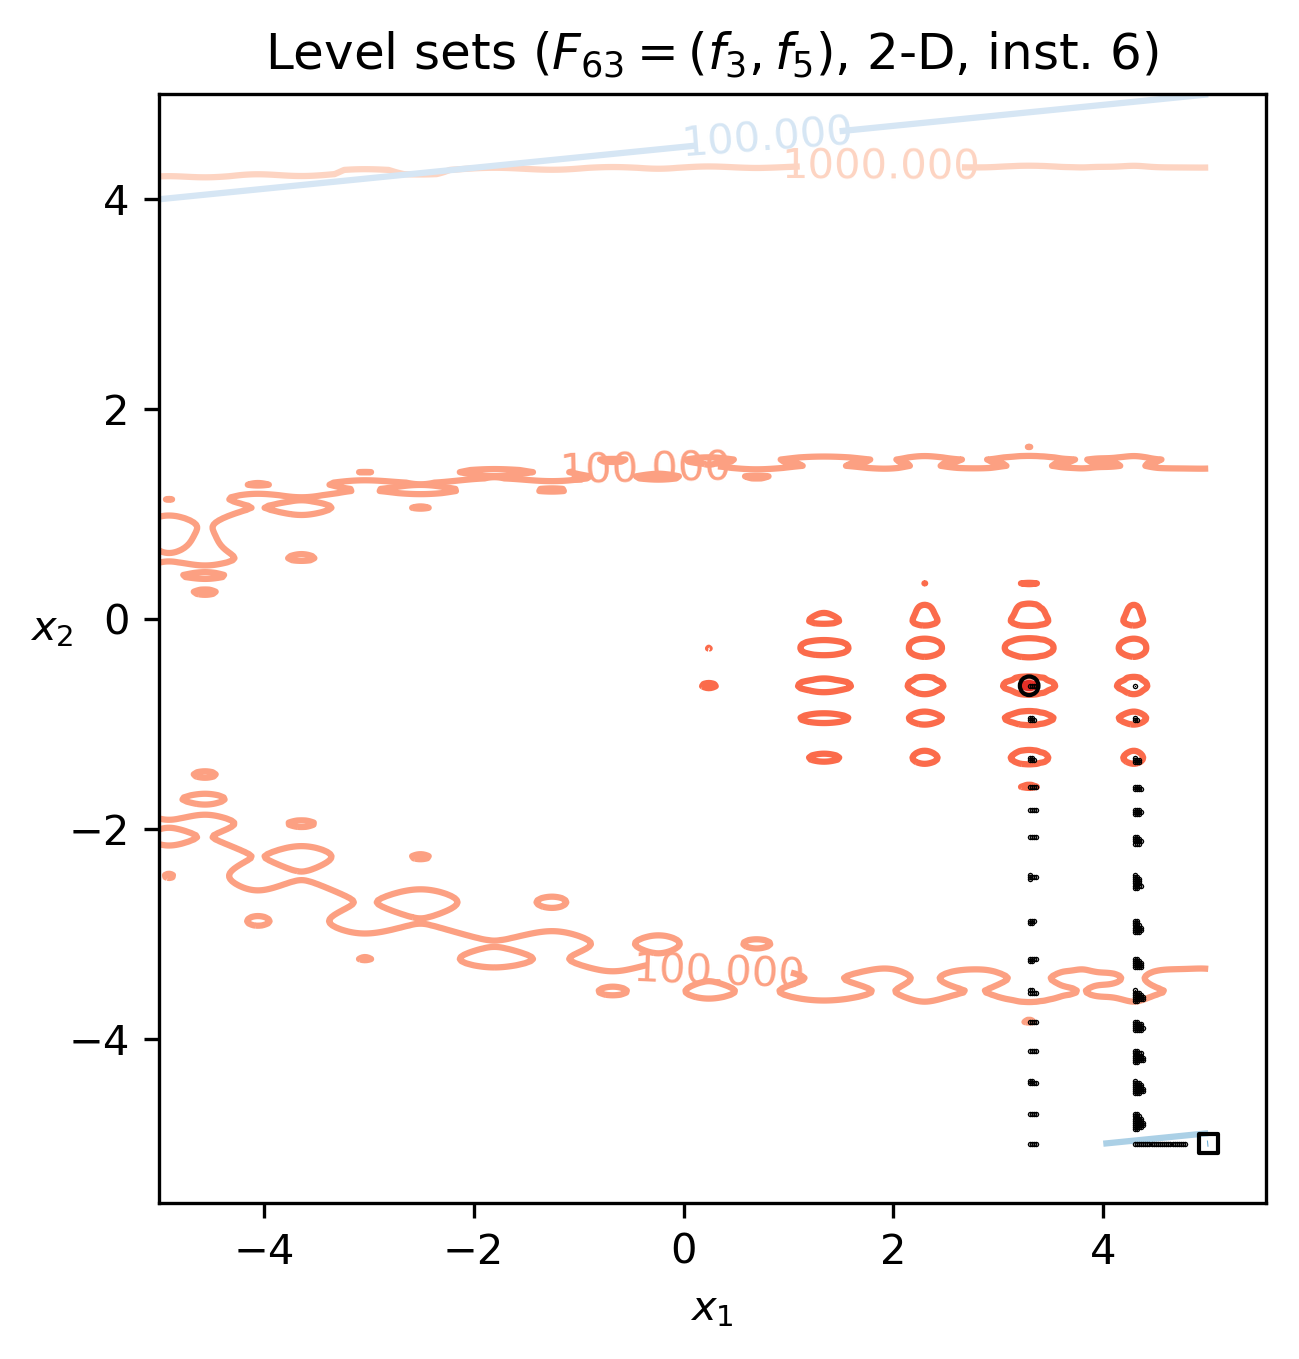 Level sets (F₆₃ = (f₃, f₅), 2-D, inst. 6)
100.000
1000.000
4
2
100.000
x₂
0
−2
100.000
−4
−4 −2 0 2 4
x₁